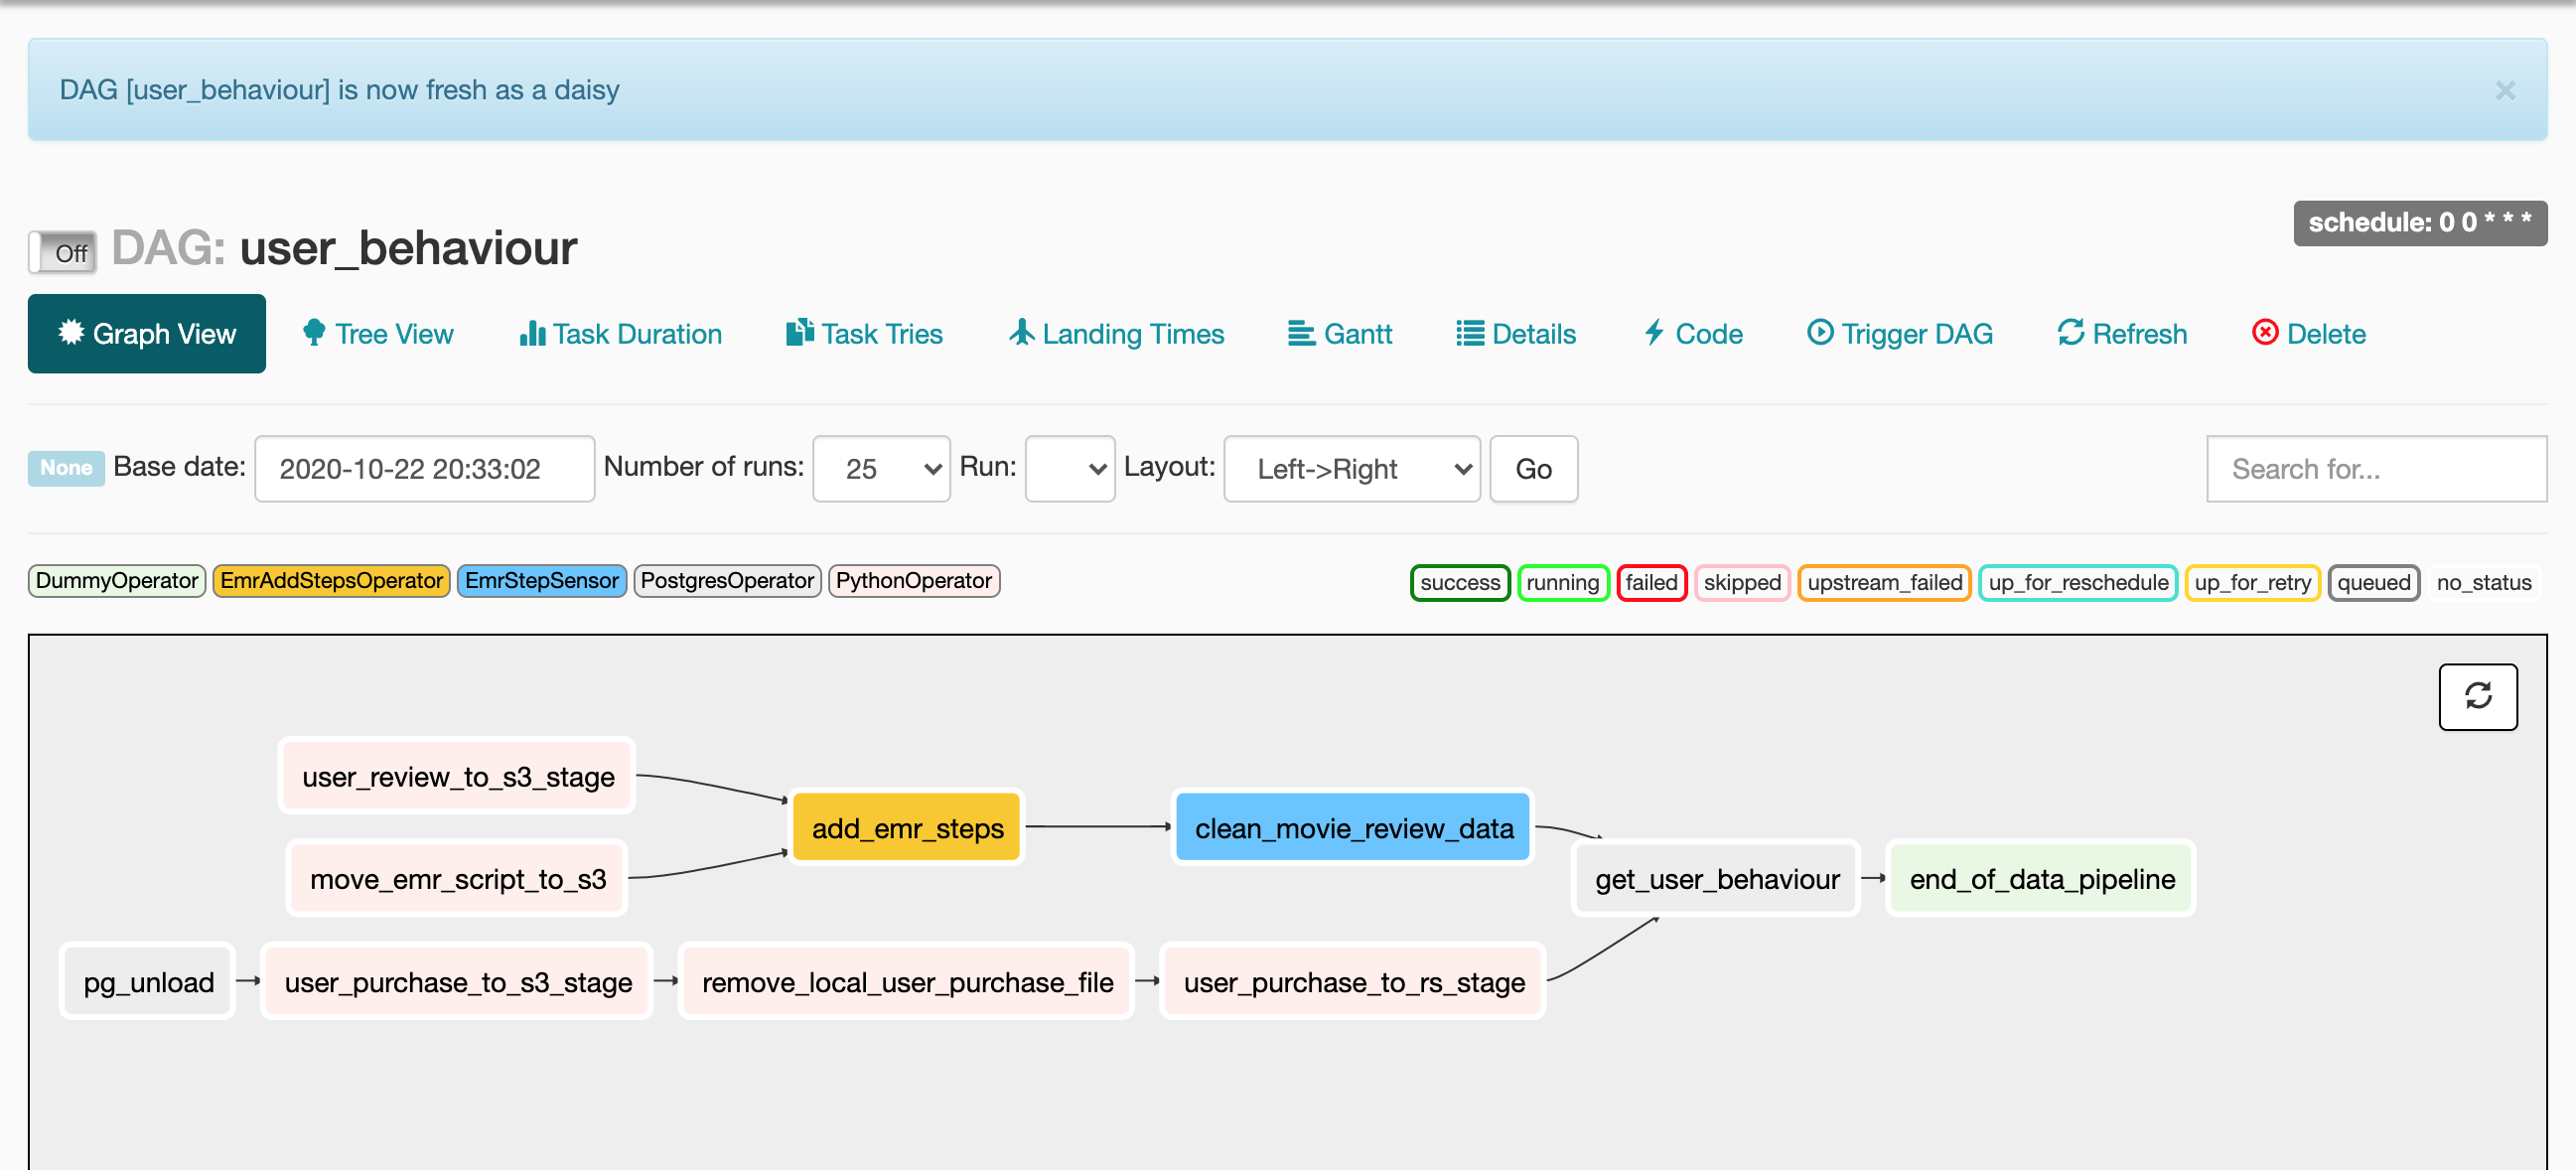 DAG [user_behaviour] is now fresh as a daisy ×
schedule: 0 0 * * *
Off DAG: user_behaviour
Graph View Tree View Task Duration Task Tries Landing Times Gantt Details Code Trigger DAG Refresh Delete
None Base date: 2020-10-22 20:33:02 Number of runs: 25 Run: Layout: Left->Right Go Search for...
DummyOperator EmrAddStepsOperator EmrStepSensor PostgresOperator PythonOperator success running failed skipped upstream_failed up_for_reschedule up_for_retry queued no_status
user_review_to_s3_stage
add_emr_steps clean_movie_review_data
move_emr_script_to_s3 get_user_behaviour end_of_data_pipeline
pg_unload user_purchase_to_s3_stage remove_local_user_purchase_file user_purchase_to_rs_stage